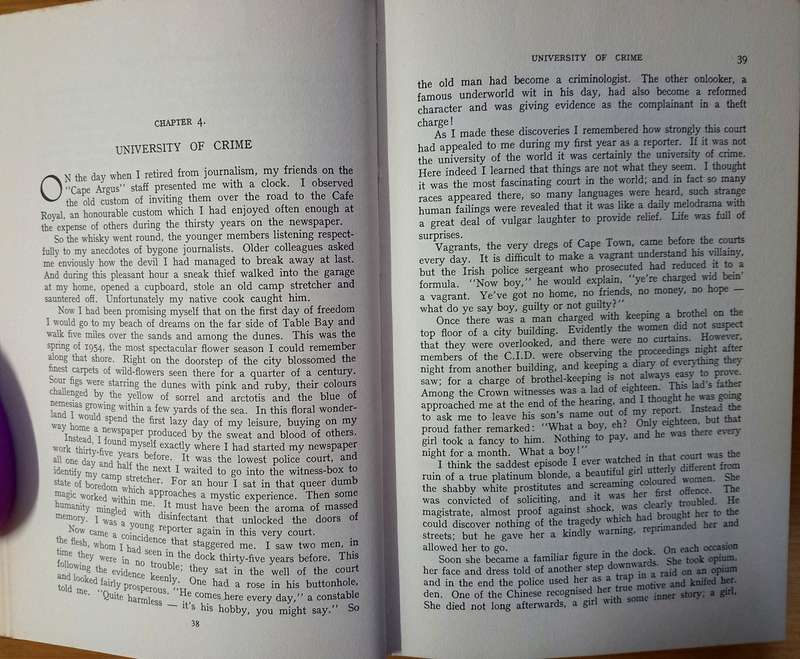 CHAPTER 4.
UNIVERSITY OF CRIME
ON the day when I retired from journalism, my friends on the
"Cape Argus" staff presented me with a clock. I observed
the old custom of inviting them over the road to the Cafe
Royal, an honourable custom which I had enjoyed often enough at
the expense of others during the thirsty years on the newspaper.
So the whisky went round, the younger members listening respect-
fully to my anecdotes of bygone journalists. Older colleagues asked
me enviously how the devil I had managed to break away at last.
And during this pleasant hour a sneak thief walked into the garage
at my home, opened a cupboard, stole an old camp stretcher and
sauntered off. Unfortunately my native cook caught him.
Now I had been promising myself that on the first day of freedom
I would go to my beach of dreams on the far side of Table Bay and
walk five miles over the sands and among the dunes. This was the
spring of 1954, the most spectacular flower season I could remember
along that shore. Right on the doorstep of the city blossomed the
finest carpets of wild-flowers seen there for a quarter of a century.
Sour figs were starring the dunes with pink and ruby, their colours
challenged by the yellow of sorrel and arctotis and the blue of
nemesias growing within a few yards of the sea. In this floral wonder-
land I would spend the first lazy day of my leisure, buying on my
way home a newspaper produced by the sweat and blood of others.
Instead, I found myself exactly where I had started my newspaper
work thirty-five years before. It was the lowest police court, and
all one day and half the next I waited to go into the witness-box to
identify my camp stretcher. For an hour I sat in that queer dumb
state of boredom which approaches a mystic experience. Then some
magic worked within me. It must have been the aroma of massed
humanity mingled with disinfectant that unlocked the doors of
memory. I was a young reporter again in this very court.
Now came a coincidence that staggered me. I saw two men, in
the flesh, whom I had seen in the dock thirty-five years before. This
time they were in no trouble; they sat in the well of the court
following the evidence keenly. One had a rose in his buttonhole,
and looked fairly prosperous. "He comes here every day," a constable
told me. "Quite harmless — it's his hobby, you might say." So
38
UNIVERSITY OF CRIME 39
the old man had become a criminologist. The other onlooker, a
famous underworld wit in his day, had also become a reformed
character and was giving evidence as the complainant in a theft
charge!
As I made these discoveries I remembered how strongly this court
had appealed to me during my first year as a reporter. If it was not
the university of the world it was certainly the university of crime.
Here indeed I learned that things are not what they seem. I thought
it was the most fascinating court in the world; and in fact so many
races appeared there, so many languages were heard, such strange
human failings were revealed that it was like a daily melodrama with
a great deal of vulgar laughter to provide relief. Life was full of
surprises.
Vagrants, the very dregs of Cape Town, came before the courts
every day. It is difficult to make a vagrant understand his villainy,
but the Irish police sergeant who prosecuted had reduced it to a
formula. "Now boy," he would explain, "ye're charged wid bein'
a vagrant. Ye've got no home, no friends, no money, no hope —
what do ye say boy, guilty or not guilty?"
Once there was a man charged with keeping a brothel on the
top floor of a city building. Evidently the women did not suspect
that they were overlooked, and there were no curtains. However,
members of the C.I.D. were observing the proceedings night after
night from another building, and keeping a diary of everything they
saw; for a charge of brothel-keeping is not always easy to prove.
Among the Crown witnesses was a lad of eighteen. This lad's father
approached me at the end of the hearing, and I thought he was going
to ask me to leave his son's name out of my report. Instead the
proud father remarked: "What a boy, eh? Only eighteen, but that
girl took a fancy to him. Nothing to pay, and he was there every
night for a month. What a boy!"
I think the saddest episode I ever watched in that court was the
ruin of a true platinum blonde, a beautiful girl utterly different from
the shabby white prostitutes and screaming coloured women. She
was convicted of soliciting, and it was her first offence. The
magistrate, almost proof against shock, was clearly troubled. He
could discover nothing of the tragedy which had brought her to the
streets; but he gave her a kindly warning, reprimanded her and
allowed her to go.
Soon she became a familiar figure in the dock. On each occasion
her face and dress told of another step downwards. She took opium,
and in the end the police used her as a trap in a raid on an opium
den. One of the Chinese recognised her true motive and knifed her.
She died not long afterwards, a girl with some inner story; a girl,